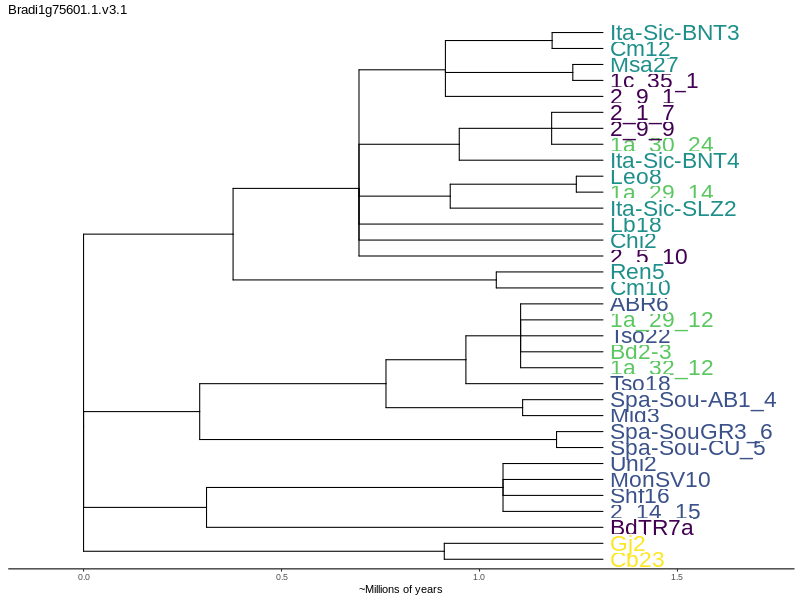 Bradi1g75601.1.v3.1
Ita-Sic-BNT3
Cm12
Msa27
1c_35_1
2_9_1
2_1_7
2_9_9
1a_30_24
Ita-Sic-BNT4
Leo8
1a_29_14
Ita-Sic-SLZ2
Lb18
Chi2
2_5_10
Ren5
Cm10
ABR6
1a_29_12
Tso22
Bd2-3
1a_32_12
Tso18
Spa-Sou-AB1_4
Mig3
Spa-SouGR3_6
Spa-Sou-CU_5
Uni2
MonSV10
Shf16
2_14_15
BdTR7a
Gj2
Cb23
0.0 0.5 1.0 1.5
~Millions of years